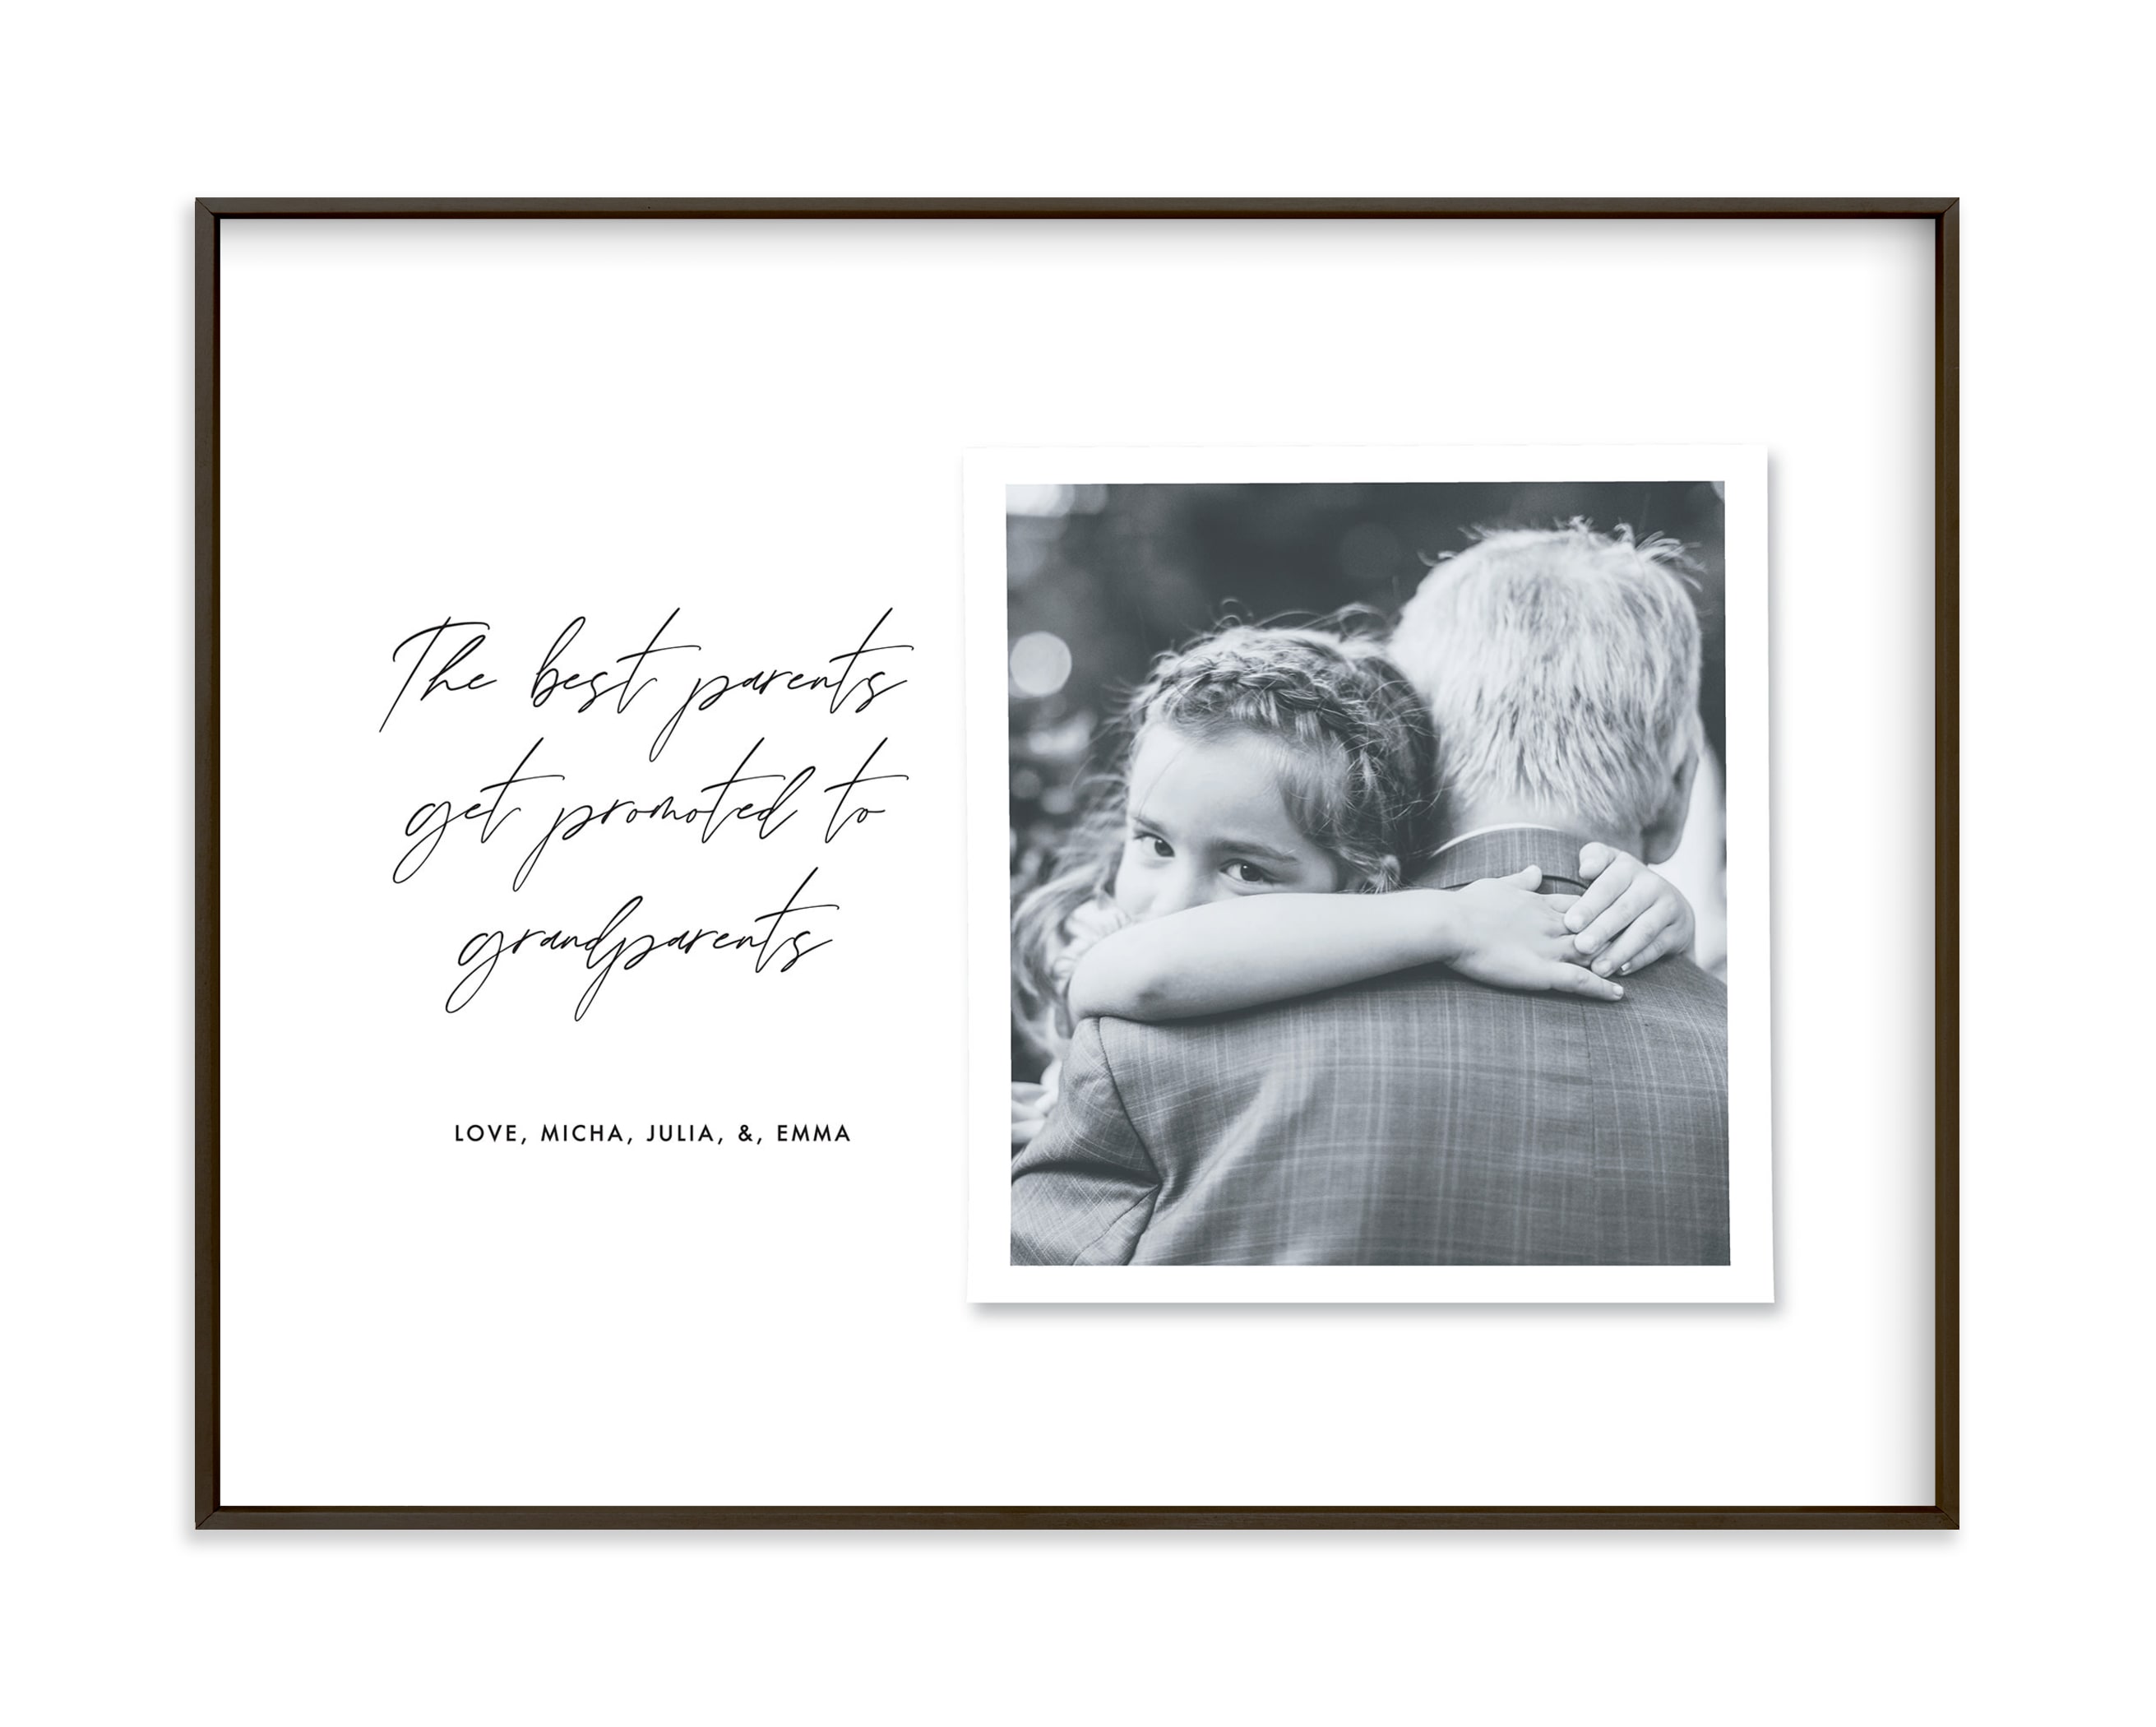 The best parents
get promoted to
grandparents
LOVE, MICHA, JULIA, &, EMMA